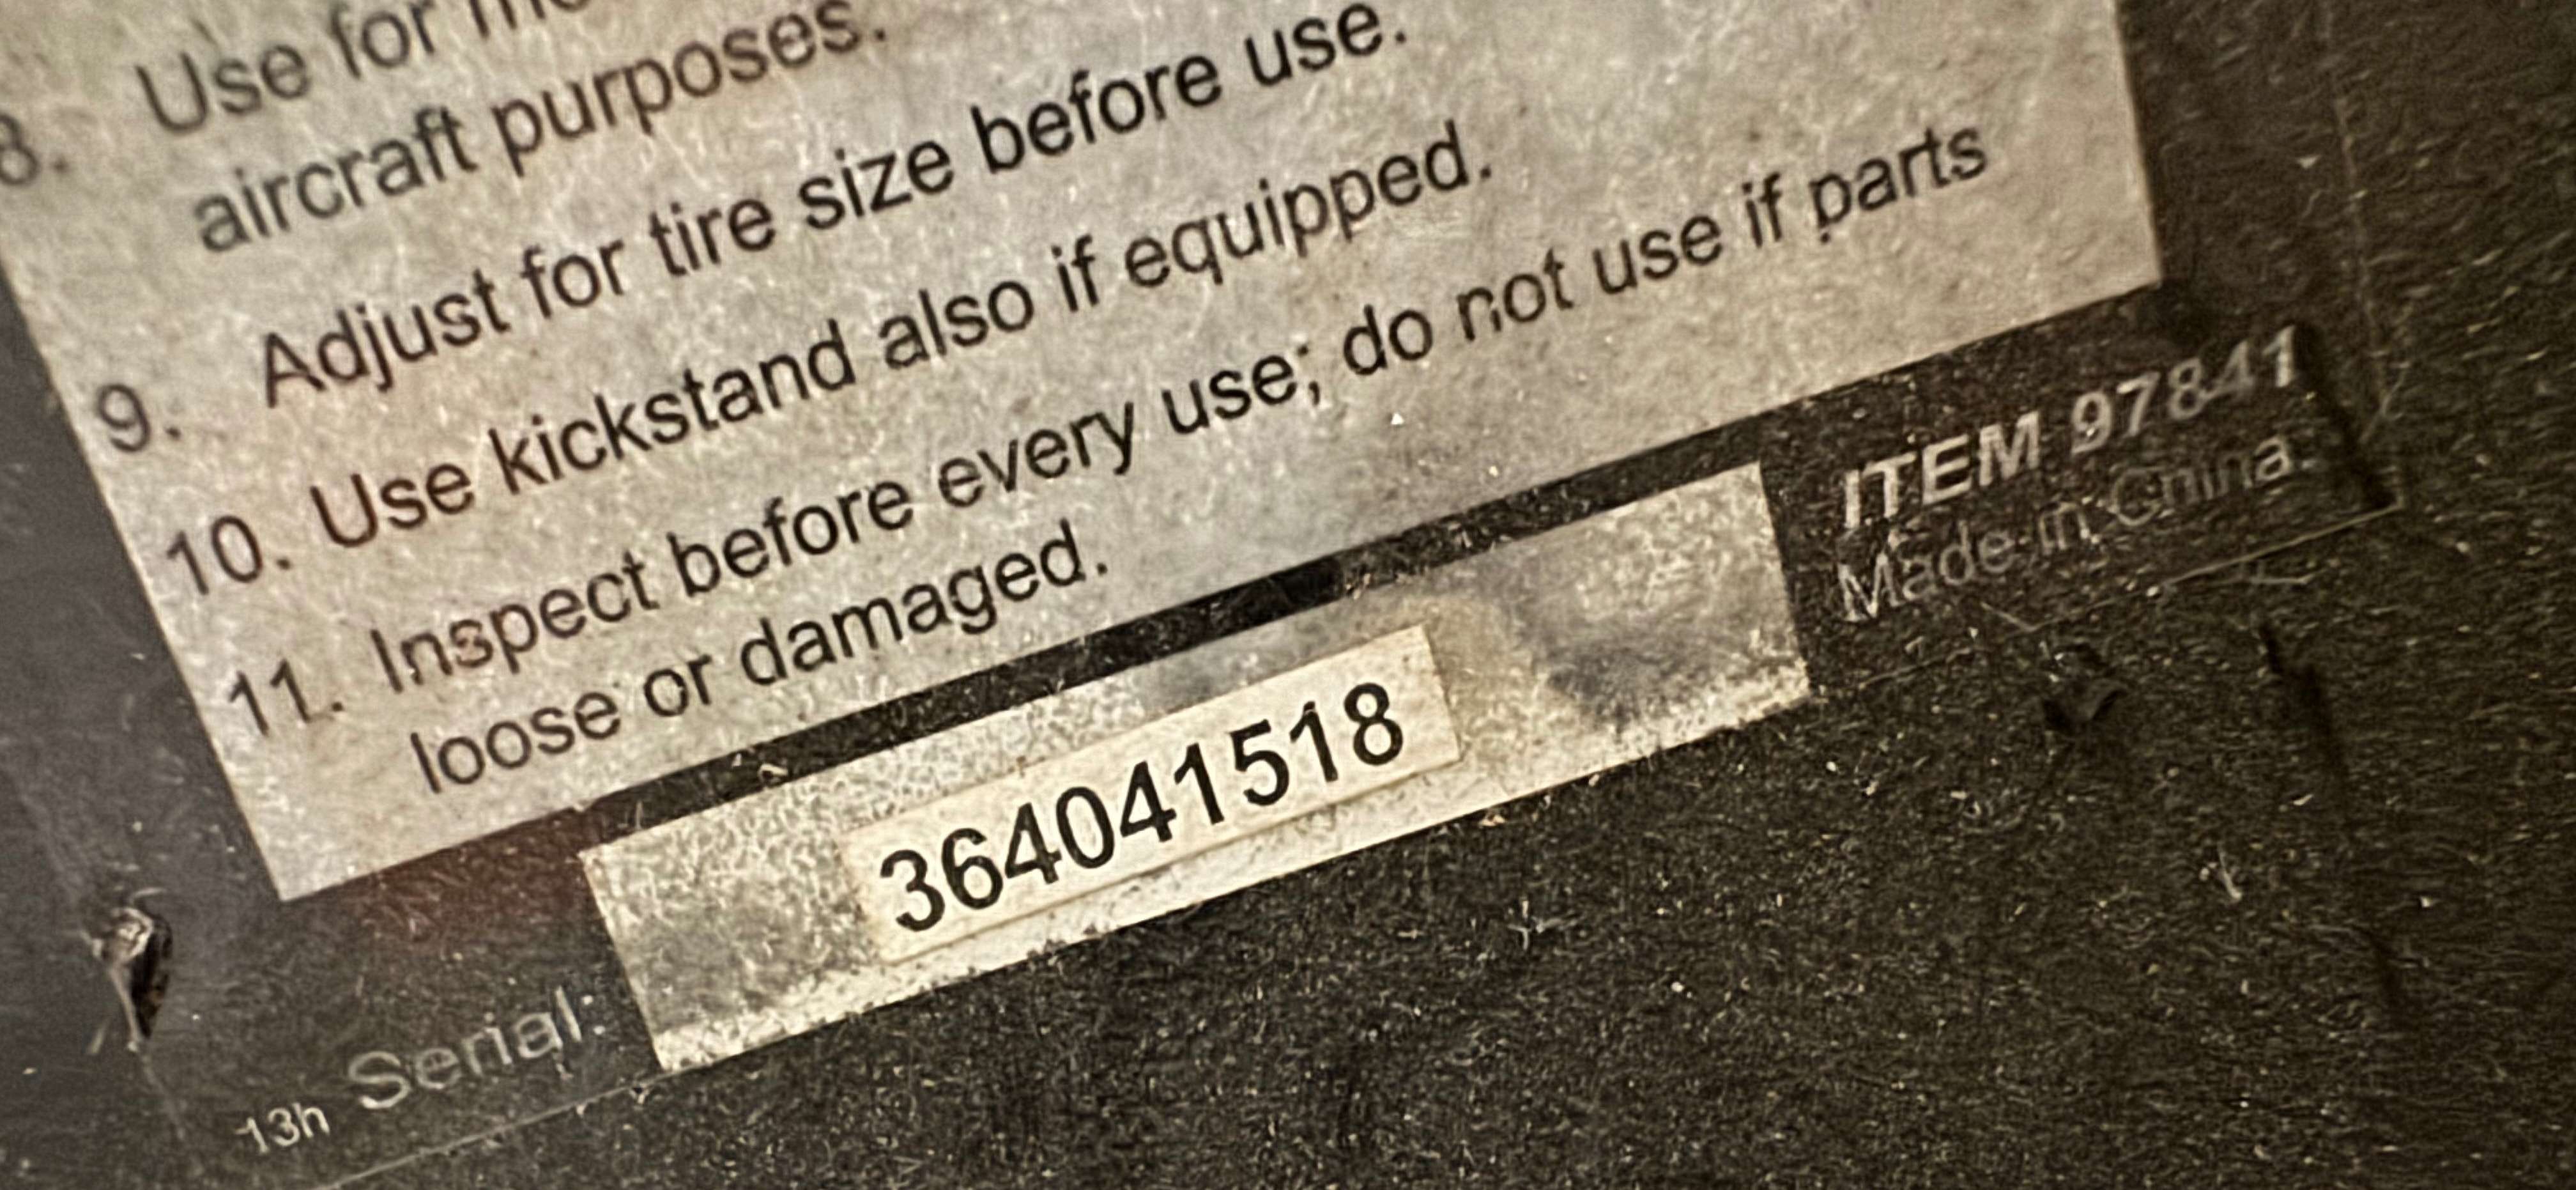 8. Use for
aircraft purposes.
9. Adjust for tire size before use.
10. Use kickstand also if equipped.
11. Inspect before every use; do not use if parts
loose or damaged.
ITEM 97841
Made in China.
13h Serial: 364041518